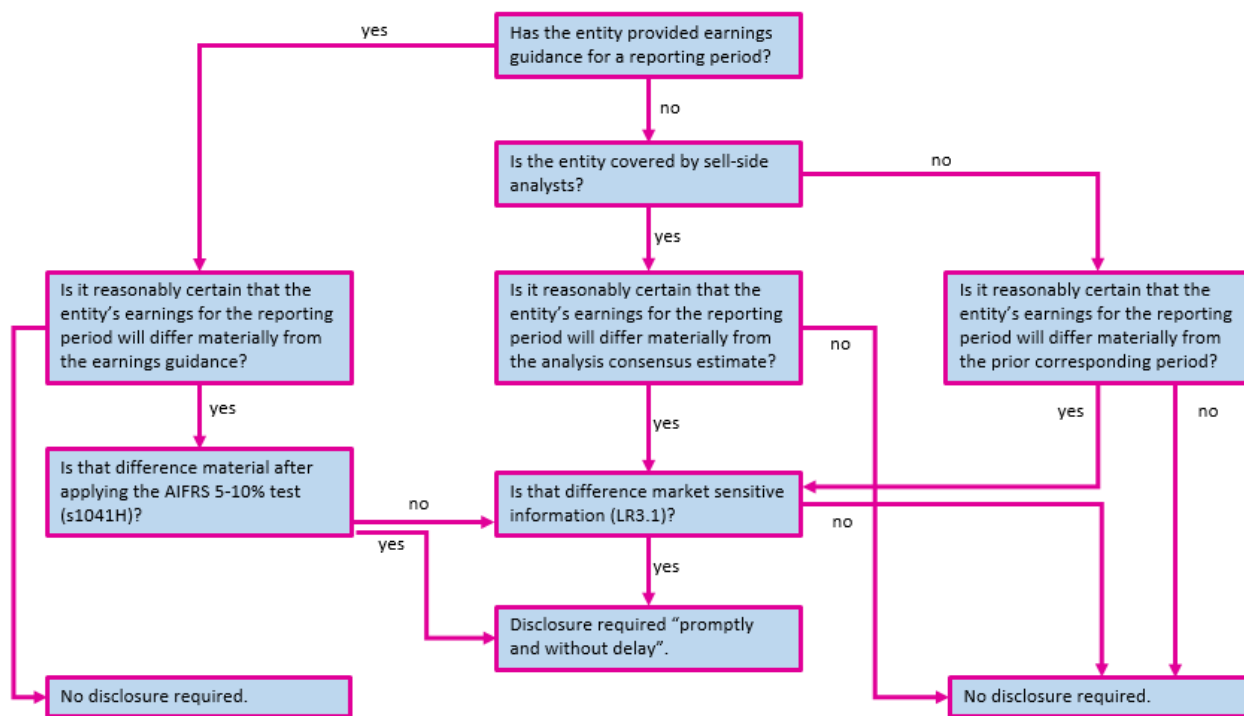 yes
Has the entity provided earnings
guidance for a reporting period?
no
Is the entity covered by sell-side
analysts?
no
yes
Is it reasonably certain that the
entity’s earnings for the reporting
period will differ materially from
the earnings guidance?
Is it reasonably certain that the
entity’s earnings for the reporting
period will differ materially from
the analysis consensus estimate?
no
Is it reasonably certain that the
entity’s earnings for the reporting
period will differ materially from
the prior corresponding period?
yes
yes
yes
no
Is that difference material after
applying the AIFRS 5-10% test
(s1041H)?
no
yes
Is that difference market sensitive
information (LR3.1)?
no
yes
Disclosure required “promptly
and without delay”.
No disclosure required.
No disclosure required.